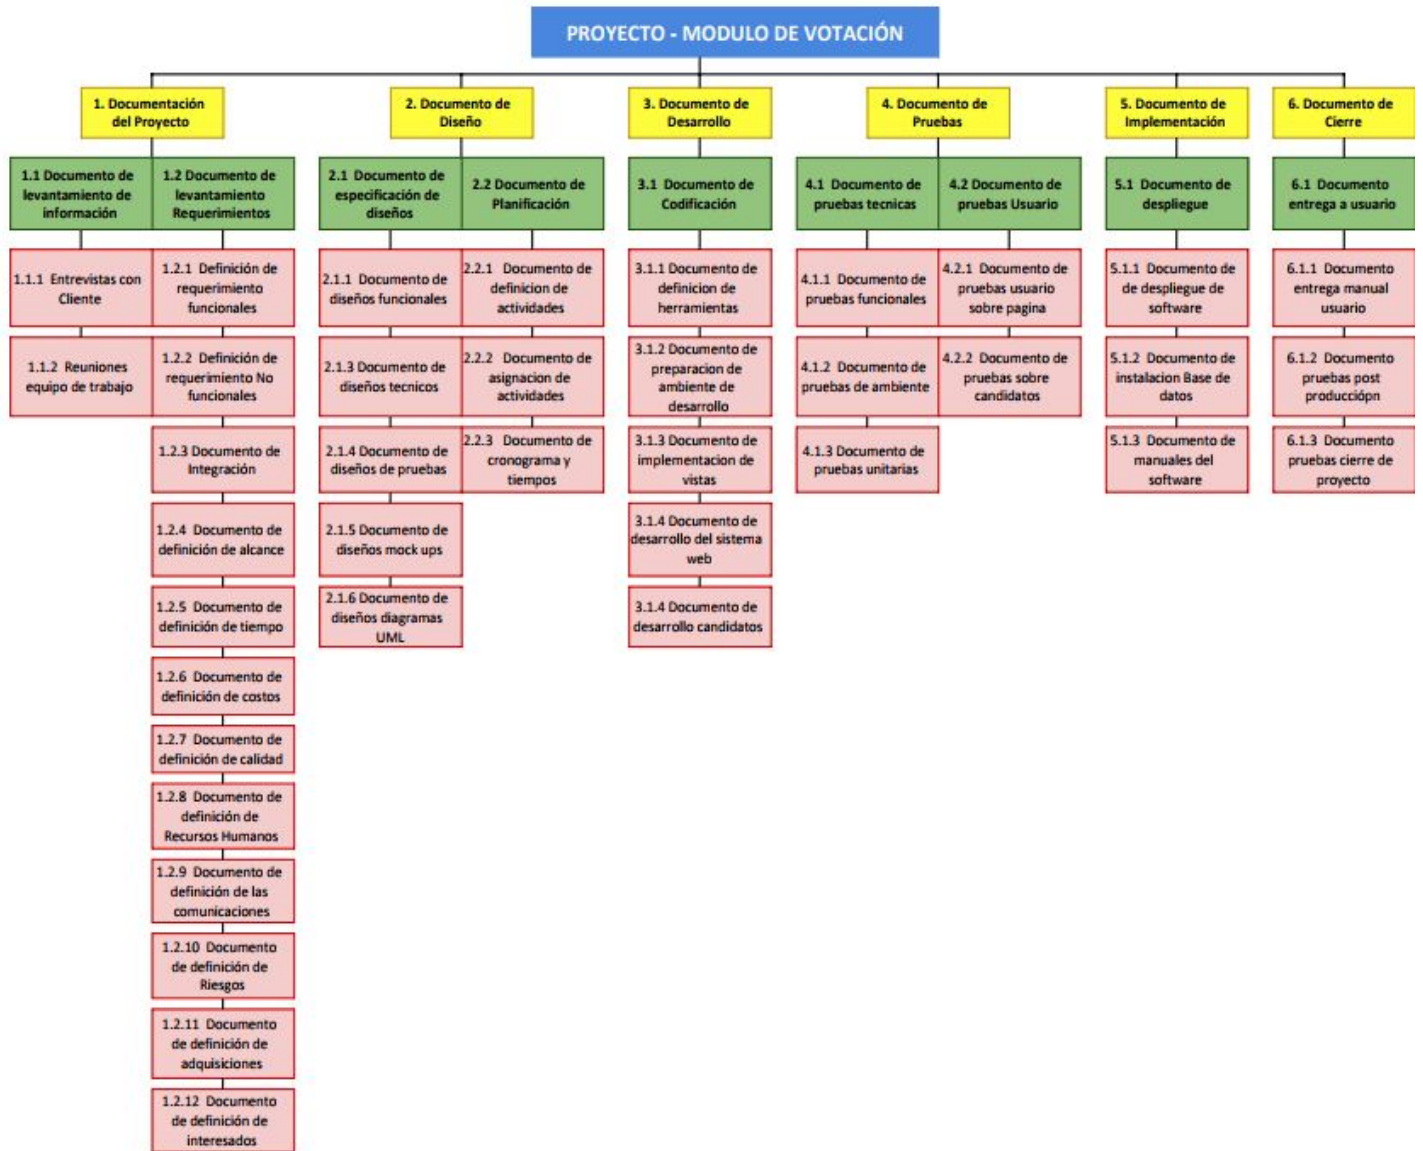 PROYECTO - MODULO DE VOTACIÓN
1. Documentación
del Proyecto
2. Documento de
Diseño
3. Documento de
Desarrollo
4. Documento de
Pruebas
5. Documento de
Implementación
6. Documento de
Cierre
1.1 Documento de
levantamiento de
información
1.2 Documento de
levantamiento
Requerimientos
2.1 Documento de
especificación de
diseños
2.2 Documento de
Planificación
3.1 Documento de
Codificación
4.1 Documento de
pruebas tecnicas
4.2 Documento de
pruebas Usuario
5.1 Documento de
despliegue
6.1 Documento
entrega a usuario
1.1.1 Entrevistas con
Cliente
1.2.1 Definición de
requerimiento
funcionales
2.1.1 Documento de
diseños funcionales
2.2.1 Documento de
definicion de
actividades
3.1.1 Documento de
definicion de
herramientas
4.1.1 Documento de
pruebas funcionales
4.2.1 Documento de
pruebas usuario
sobre pagina
5.1.1 Documento de
de despliegue de
software
6.1.1 Documento
entrega manual
usuario
1.1.2 Reuniones
equipo de trabajo
1.2.2 Definición de
requerimiento No
funcionales
2.1.3 Documento de
diseños tecnicos
2.2.2 Documento de
asignacion de
actividades
3.1.2 Documento de
preparacion de
ambiente de
desarrollo
4.1.2 Documento de
pruebas de ambiente
4.2.2 Documento de
pruebas sobre
candidatos
5.1.2 Documento de
instalacion Base de
datos
6.1.2 Documento
pruebas post
producciópn
1.2.3 Documento de
Integración
2.1.4 Documento de
diseños de pruebas
2.2.3 Documento de
cronograma y
tiempos
3.1.3 Documento de
implementacion de
vistas
4.1.3 Documento de
pruebas unitarias
5.1.3 Documento de
manuales del
software
6.1.3 Documento
pruebas cierre de
proyecto
1.2.4 Documento de
definición de alcance
2.1.5 Documento de
diseños mock ups
3.1.4 Documento de
desarrollo del sistema
web
1.2.5 Documento de
definición de tiempo
2.1.6 Documento de
diseños diagramas
UML
3.1.4 Documento de
desarrollo candidatos
1.2.6 Documento de
definición de costos
1.2.7 Documento de
definición de calidad
1.2.8 Documento de
definición de
Recursos Humanos
1.2.9 Documento de
definición de las
comunicaciones
1.2.10 Documento
de definición de
Riesgos
1.2.11 Documento
de definición de
adquisiciones
1.2.12 Documento
de definición de
interesados